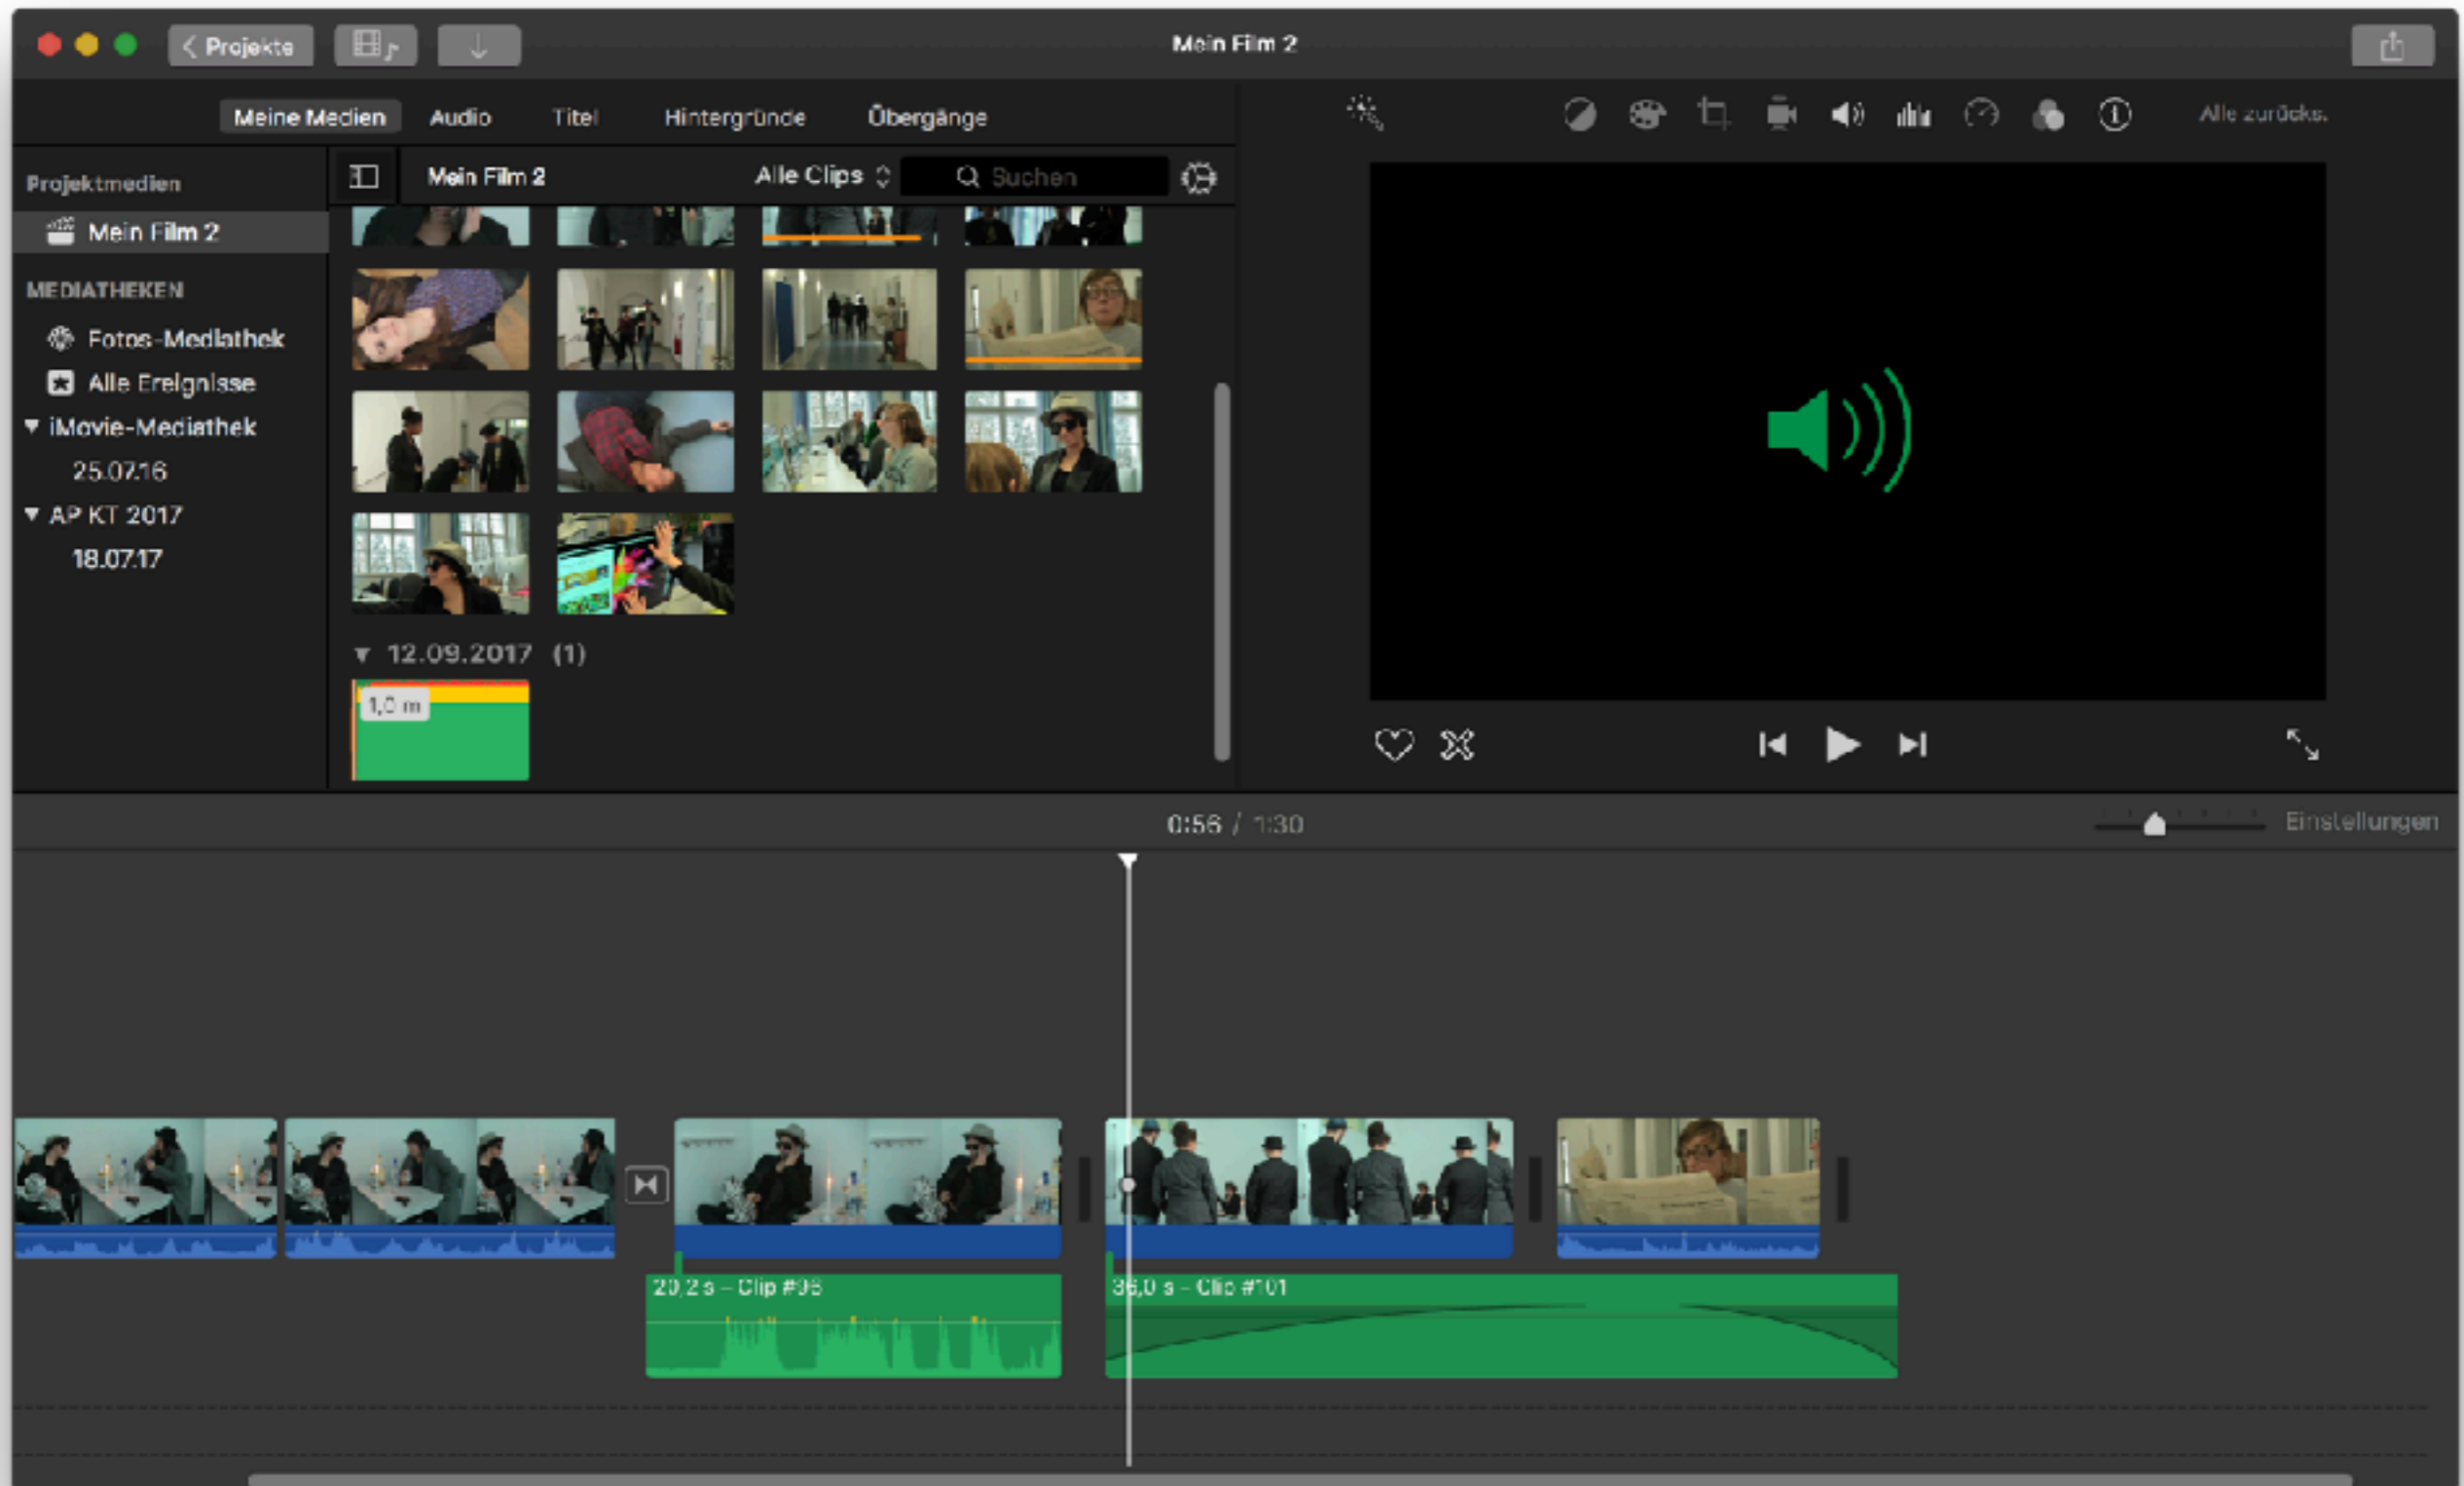 Projekte
Mein Film 2
Meine Medien
Audio
Titel
Hintergründe
Übergänge
Alle zurücks.
Projektmedien
Mein Film 2
Alle Clips
Suchen
Mein Film 2
MEDIATHEKEN
Fotos-Mediathek
Alle Ereignisse
iMovie-Mediathek
25.07.16
AP KT 2017
18.07.17
12.09.2017 (1)
1,0 m
0:56 / 1:30
Einstellungen
20,2 s – Clip #96
36,0 s – Clip #101